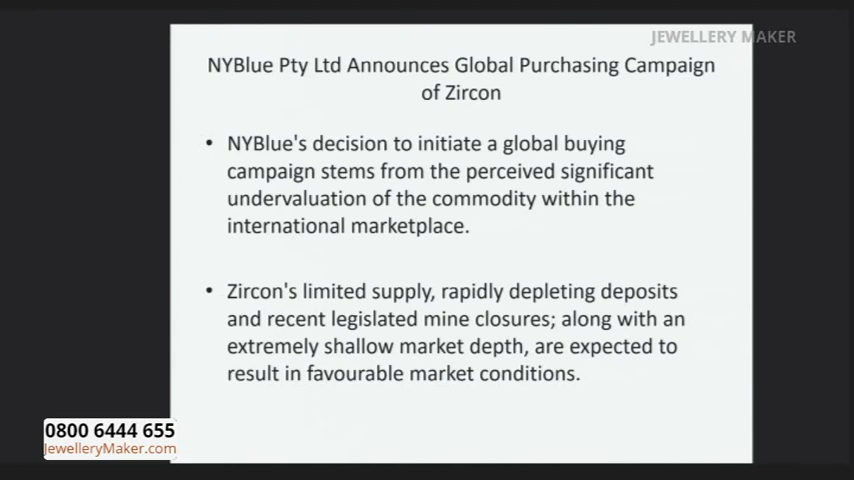 JEWELLERY MAKER
NYBlue Pty Ltd Announces Global Purchasing Campaign
of Zircon
• NYBlue's decision to initiate a global buying
campaign stems from the perceived significant
undervaluation of the commodity within the
international marketplace.
• Zircon's limited supply, rapidly depleting deposits
and recent legislated mine closures; along with an
extremely shallow market depth, are expected to
result in favourable market conditions.
0800 6444 655
JewelleryMaker.com